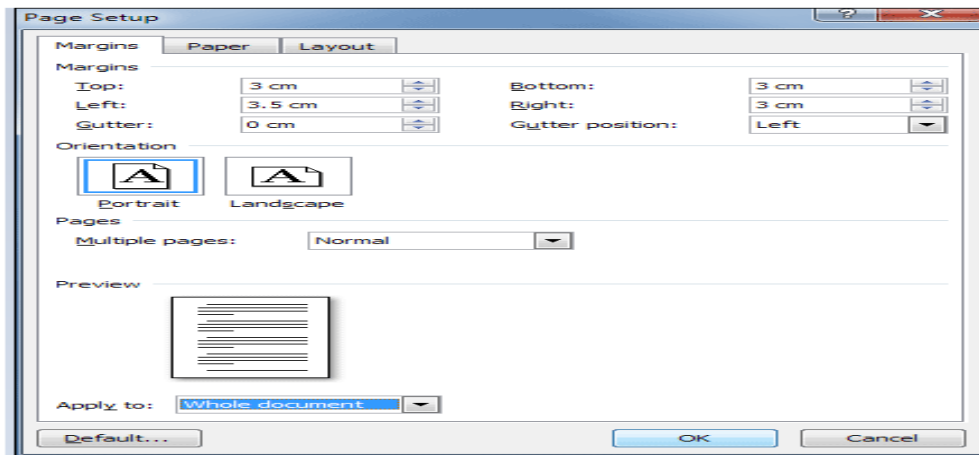 Page Setup
Margins Paper Layout
Margins
Top: 3 cm Bottom: 3 cm
Left: 3.5 cm Right: 3 cm
Gutter: 0 cm Gutter position: Left
Orientation
A A
Portrait Landscape
Pages
Multiple pages: Normal
Preview
Apply to: Whole document
Default... OK Cancel